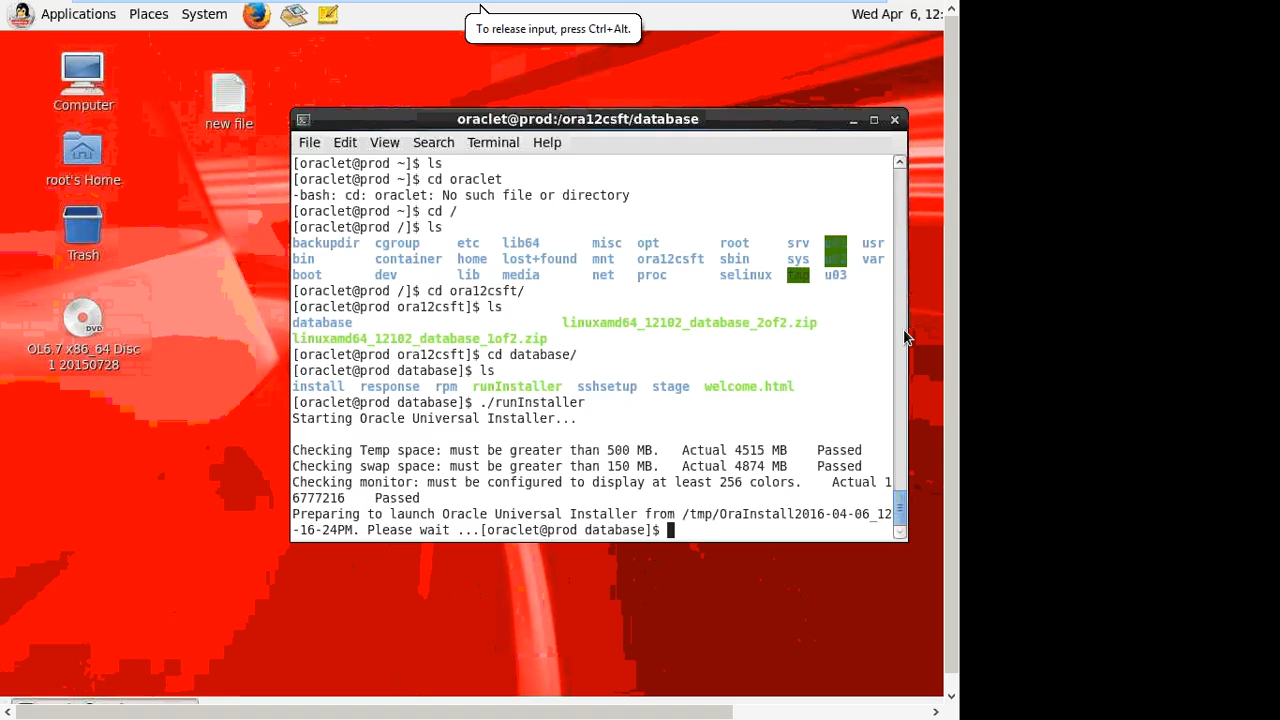 Applications Places System
Wed Apr 6, 12:
To release input, press Ctrl+Alt.
Computer
new file
root's Home
Trash
DVD
OL6.7 x86_64 Disc
1 20150728
oraclet@prod:/ora12csft/database
File Edit View Search Terminal Help
[oraclet@prod ~]$ ls
[oraclet@prod ~]$ cd oraclet
-bash: cd: oraclet: No such file or directory
[oraclet@prod ~]$ cd /
[oraclet@prod /]$ ls
backupdir cgroup etc lib64 misc opt root srv usr
bin container home lost+found mnt ora12csft sbin sys var
boot dev lib media net proc selinux tmp u03
[oraclet@prod /]$ cd ora12csft/
[oraclet@prod ora12csft]$ ls
database linuxamd64_12102_database_2of2.zip
linuxamd64_12102_database_1of2.zip
[oraclet@prod ora12csft]$ cd database/
[oraclet@prod database]$ ls
install response rpm runInstaller sshsetup stage welcome.html
[oraclet@prod database]$ ./runInstaller
Starting Oracle Universal Installer...
Checking Temp space: must be greater than 500 MB. Actual 4515 MB Passed
Checking swap space: must be greater than 150 MB. Actual 4874 MB Passed
Checking monitor: must be configured to display at least 256 colors. Actual 1
6777216 Passed
Preparing to launch Oracle Universal Installer from /tmp/OraInstall2016-04-06_12
-16-24PM. Please wait ...[oraclet@prod database]$